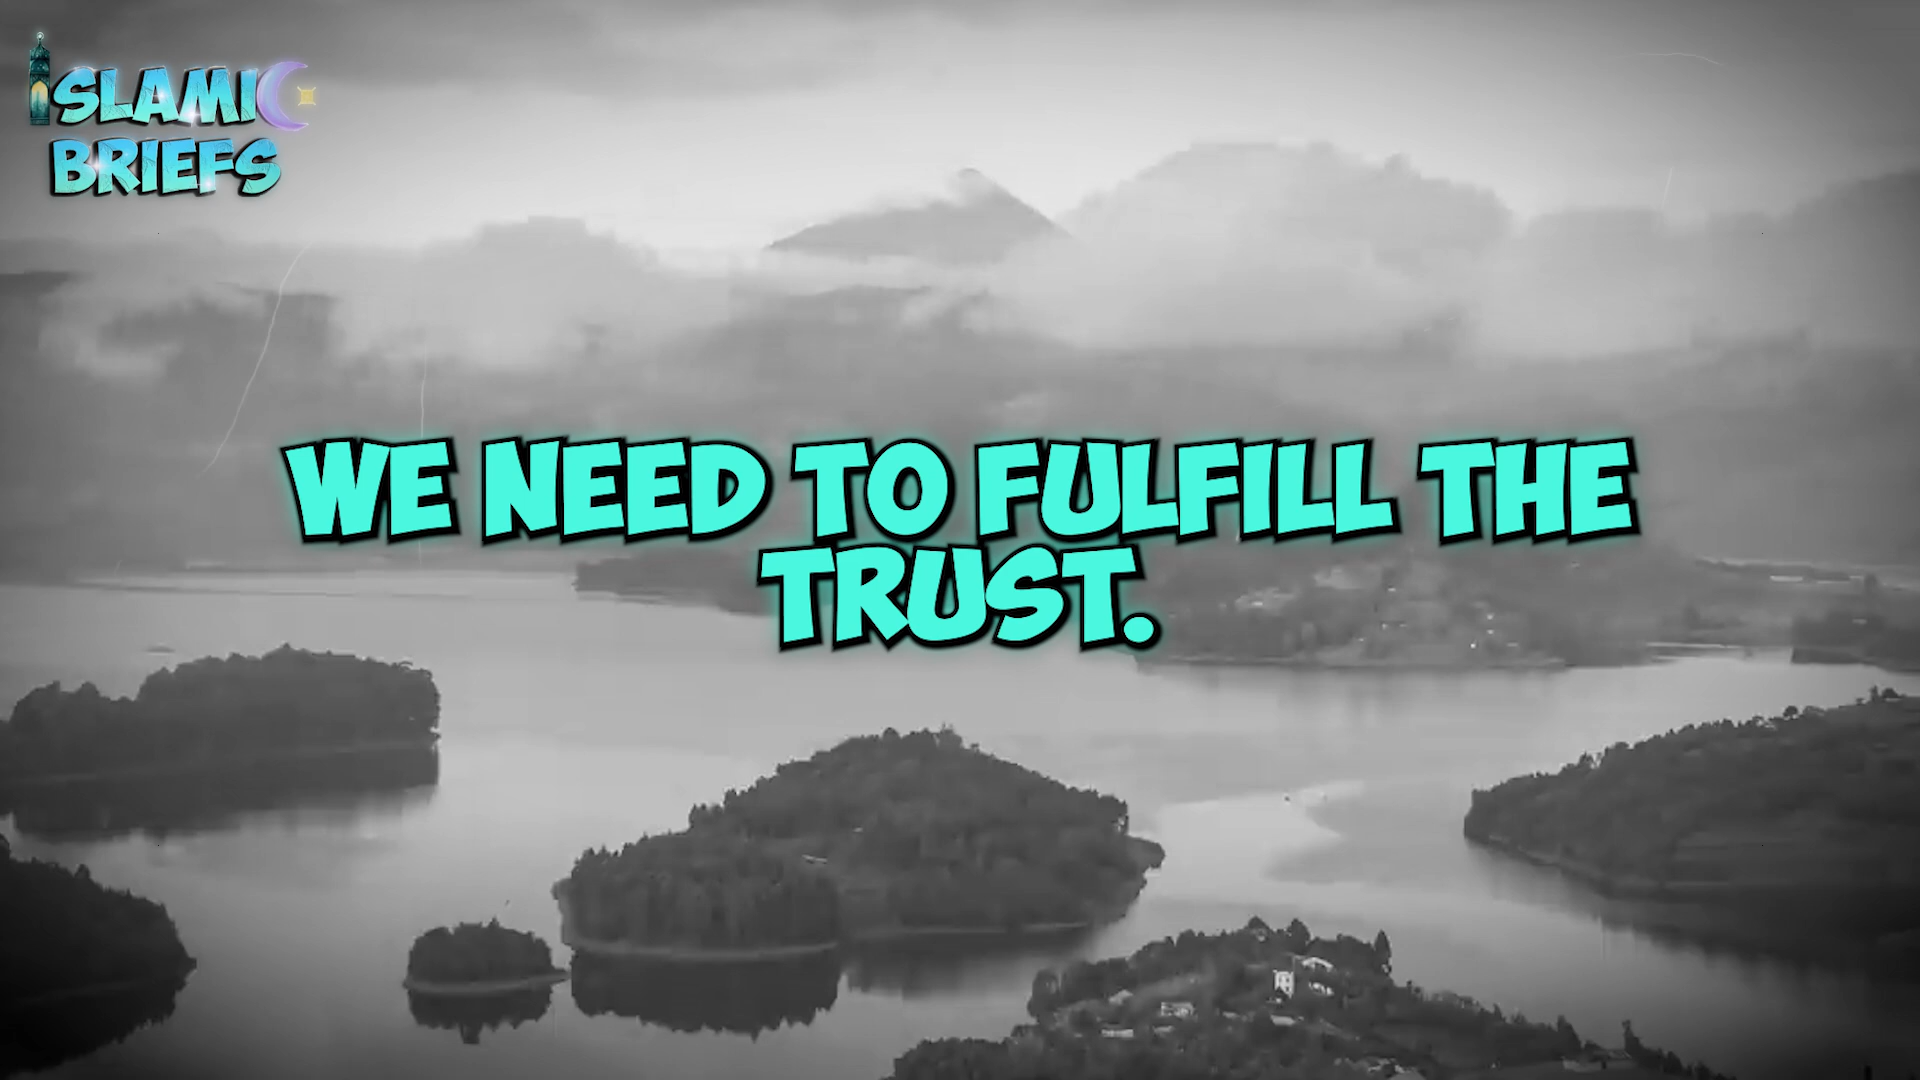 ISLAMIC
BRIEFS
WE NEED TO FULFILL THE
TRUST.